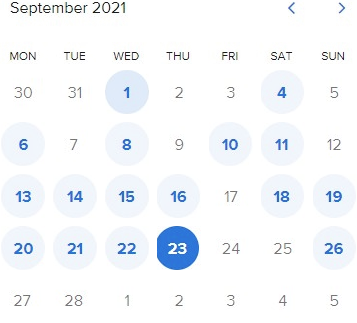 September 2021
MON TUE WED THU FRI SAT SUN
30 31 1 2 3 4 5
6 7 8 9 10 11 12
13 14 15 16 17 18 19
20 21 22 23 24 25 26
27 28 1 2 3 4 5